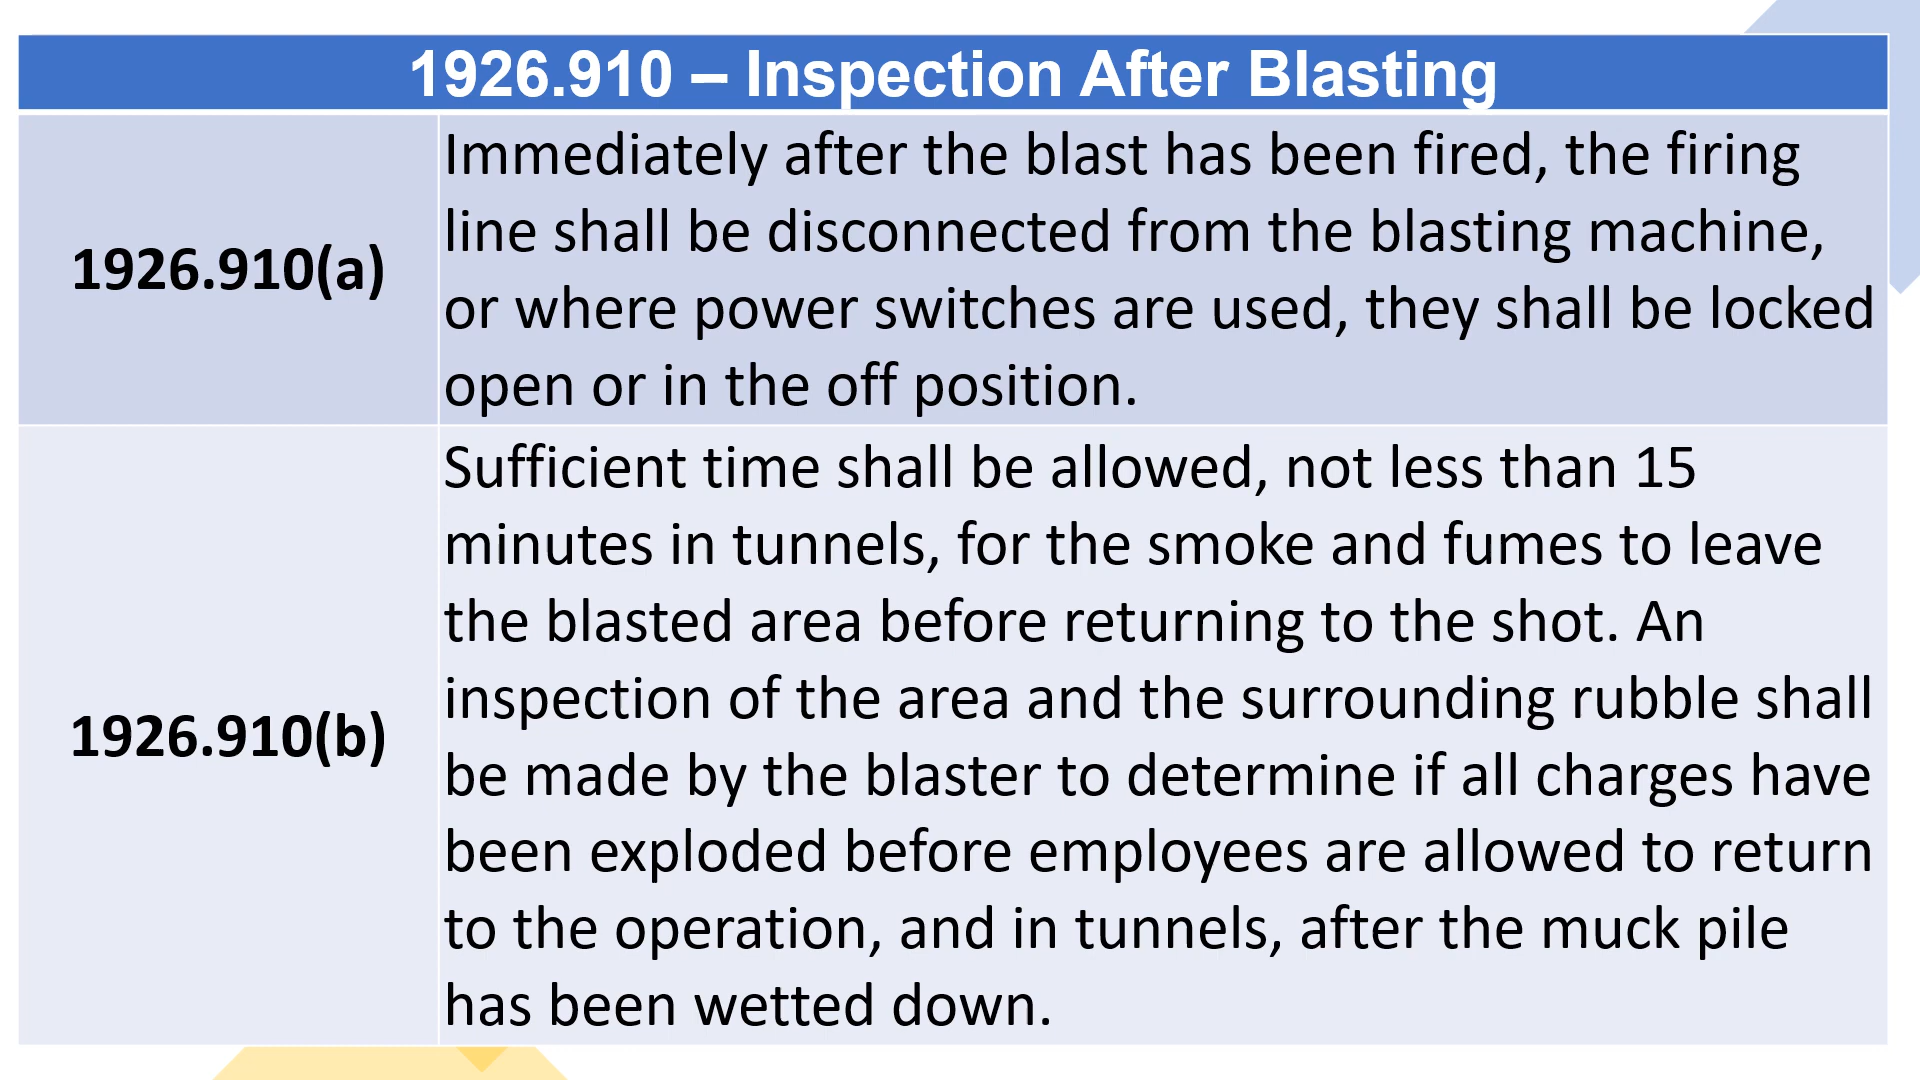 1926.910 – Inspection After Blasting
1926.910(a)
Immediately after the blast has been fired, the firing
line shall be disconnected from the blasting machine,
or where power switches are used, they shall be locked
open or in the off position.
1926.910(b)
Sufficient time shall be allowed, not less than 15
minutes in tunnels, for the smoke and fumes to leave
the blasted area before returning to the shot. An
inspection of the area and the surrounding rubble shall
be made by the blaster to determine if all charges have
been exploded before employees are allowed to return
to the operation, and in tunnels, after the muck pile
has been wetted down.